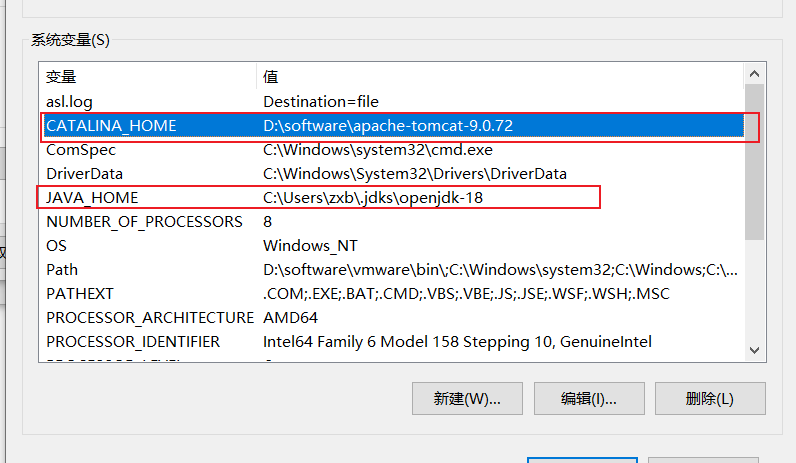 系统变量(S)
变量 值
asl.log Destination=file
CATALINA_HOME D:\software\apache-tomcat-9.0.72
ComSpec C:\Windows\system32\cmd.exe
DriverData C:\Windows\System32\Drivers\DriverData
JAVA_HOME C:\Users\zxb\.jdks\openjdk-18
NUMBER_OF_PROCESSORS 8
OS Windows_NT
Path D:\software\vmware\bin\;C:\Windows\system32;C:\Windows;C:\...
PATHEXT .COM;.EXE;.BAT;.CMD;.VBS;.VBE;.JS;.JSE;.WSF;.WSH;.MSC
PROCESSOR_ARCHITECTURE AMD64
PROCESSOR_IDENTIFIER Intel64 Family 6 Model 158 Stepping 10, GenuineIntel
新建(W)... 编辑(I)... 删除(L)